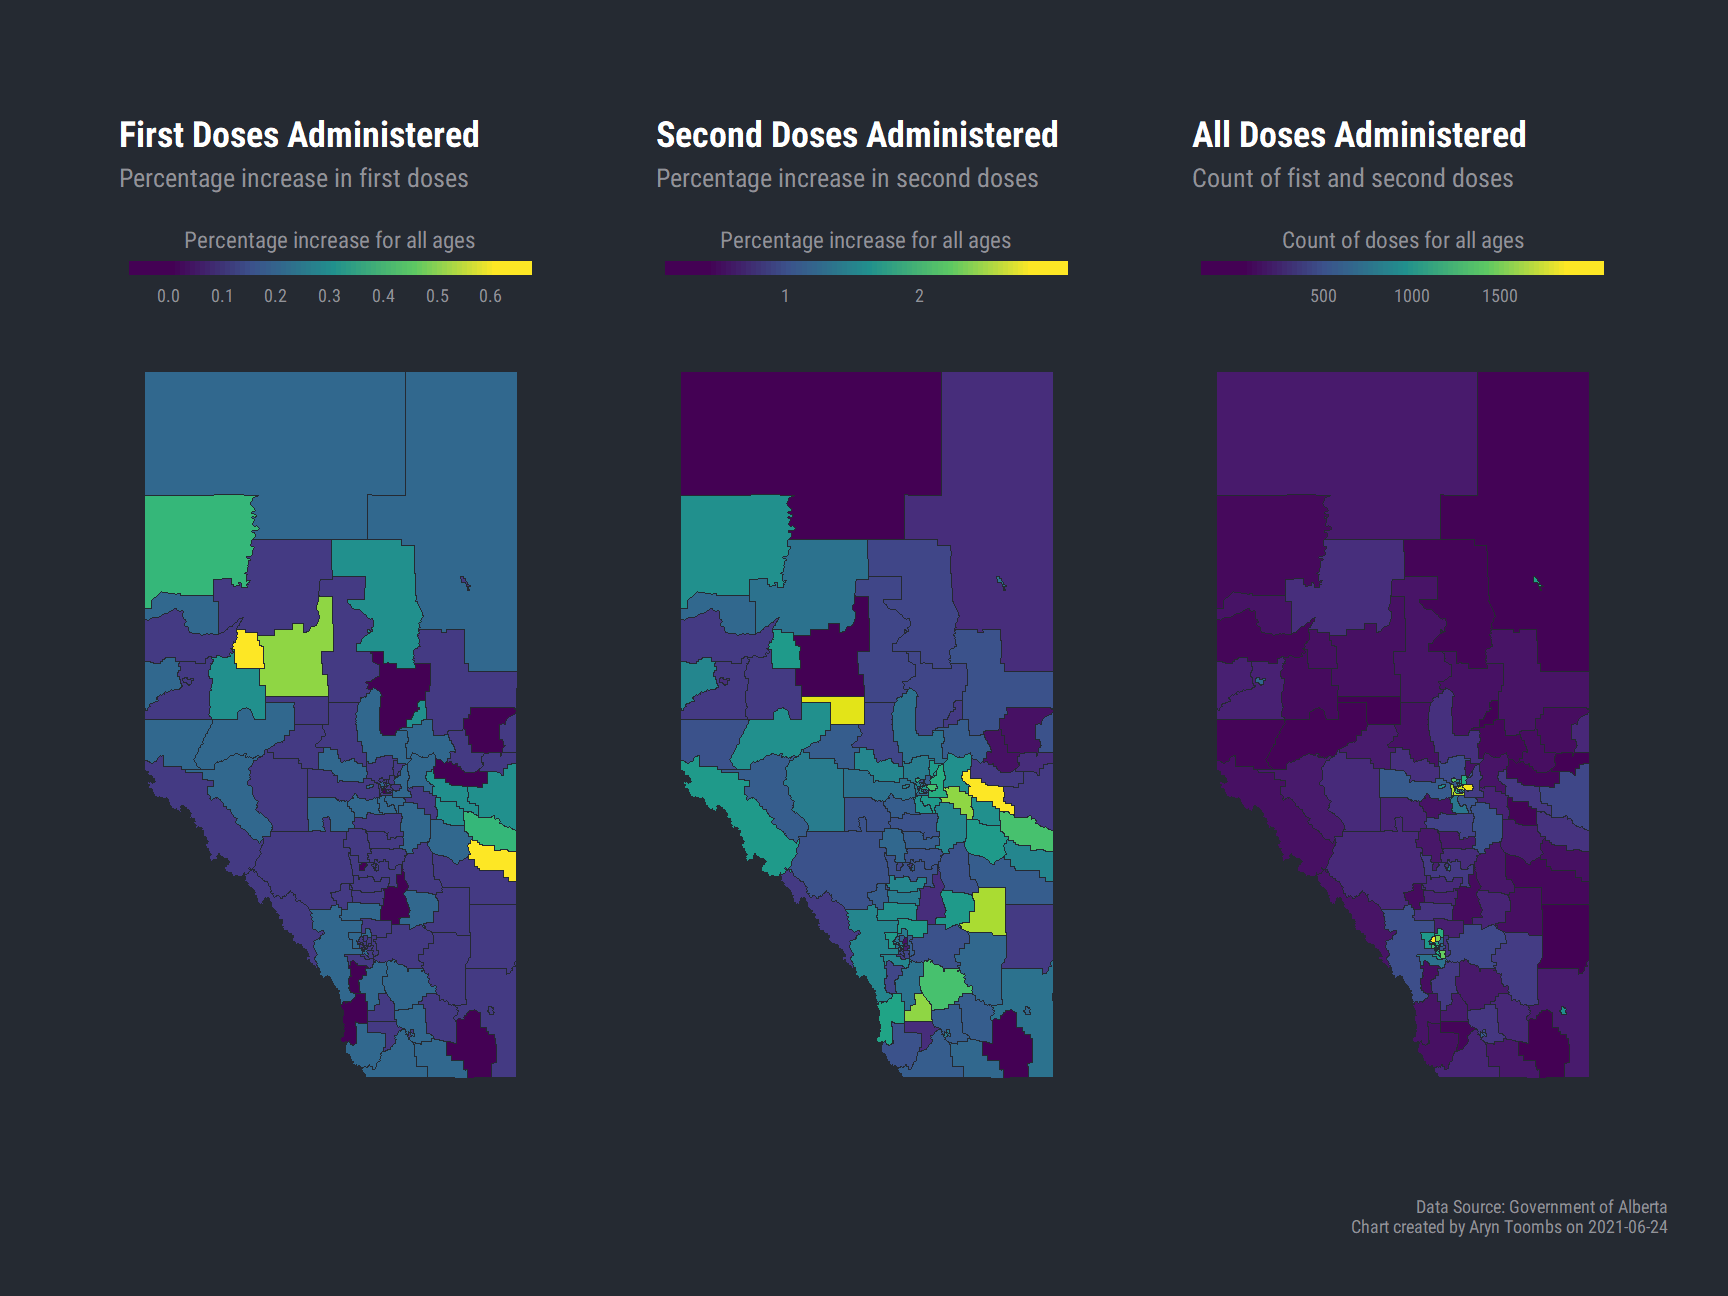 First Doses Administered
Percentage increase in first doses
Percentage increase for all ages
0.0 0.1 0.2 0.3 0.4 0.5 0.6
Second Doses Administered
Percentage increase in second doses
Percentage increase for all ages
1 2
All Doses Administered
Count of fist and second doses
Count of doses for all ages
500 1000 1500
Data Source: Government of Alberta
Chart created by Aryn Toombs on 2021-06-24